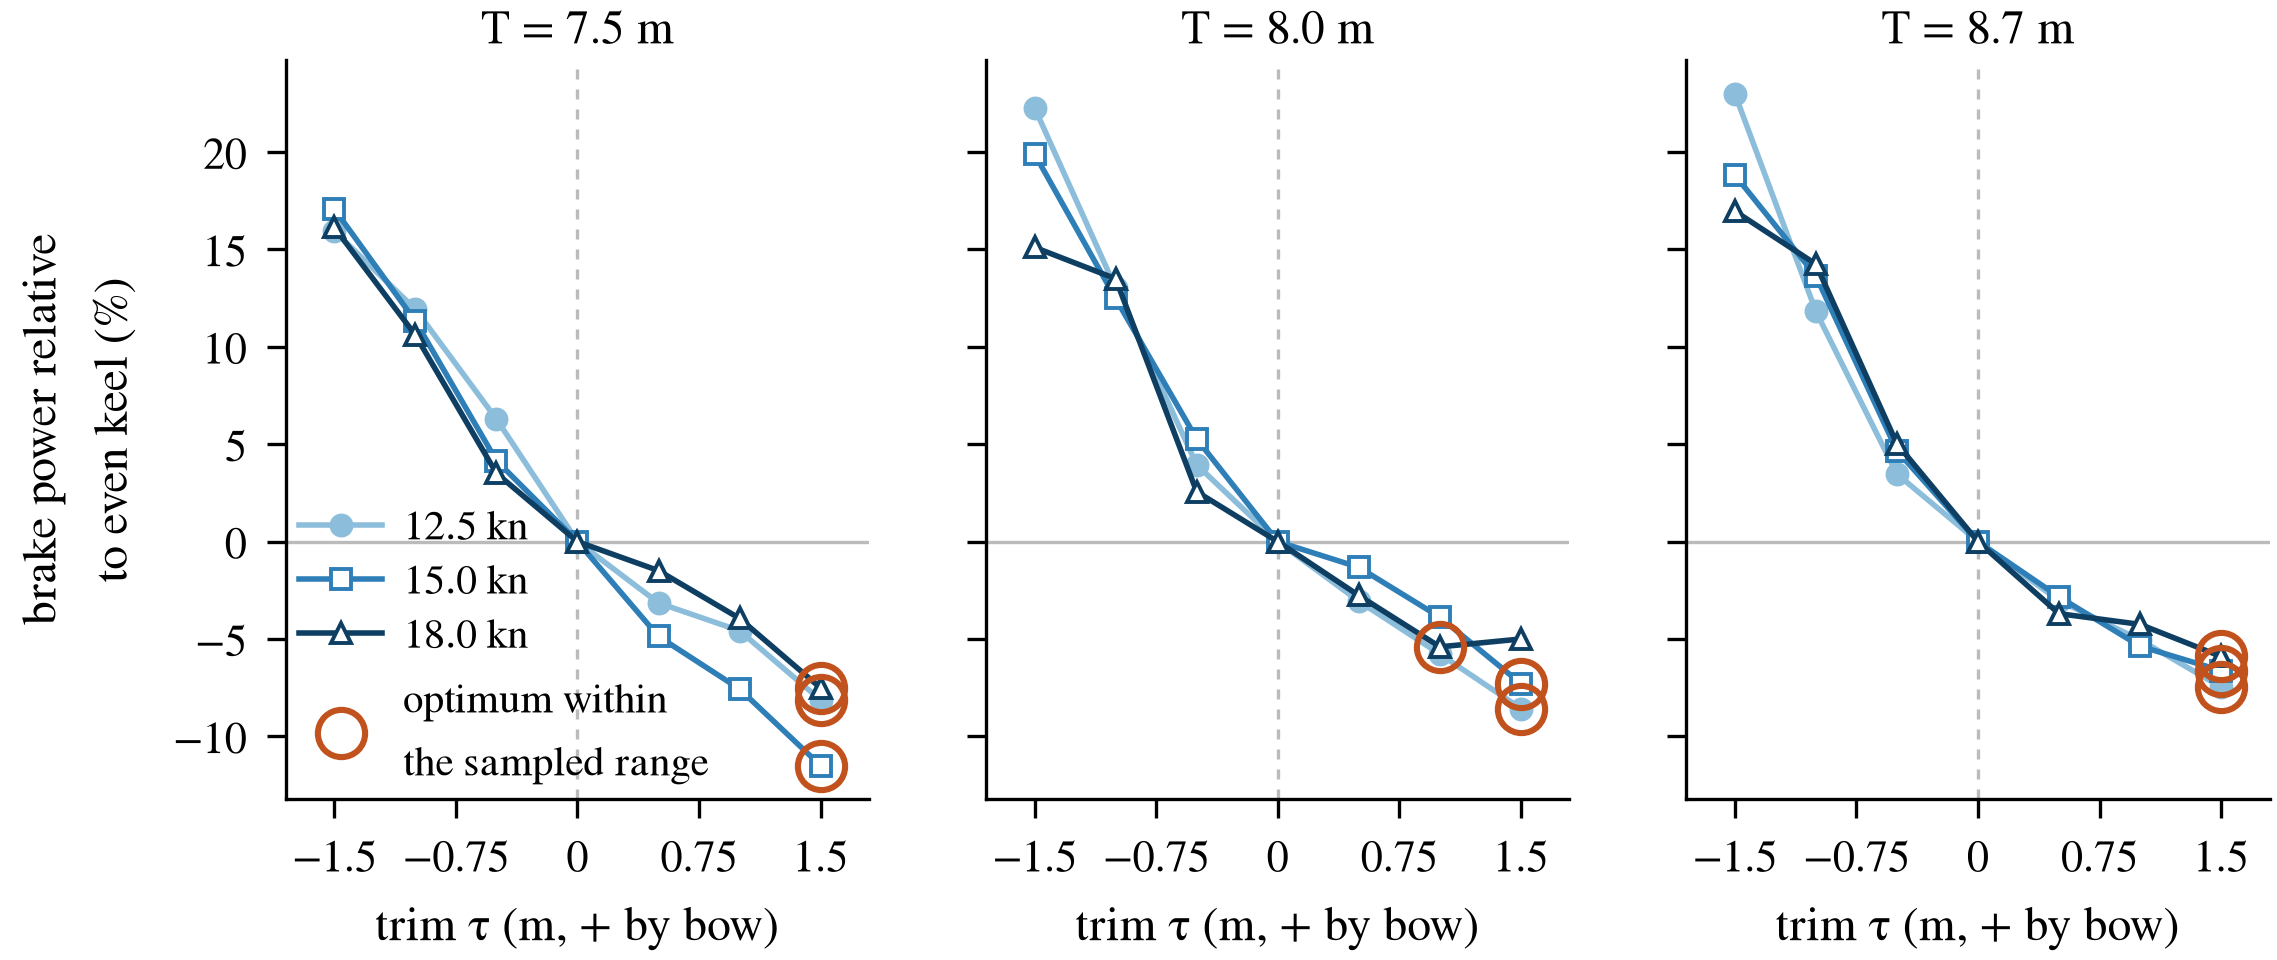 T = 7.5 m
T = 8.0 m
T = 8.7 m
brake power relative
to even keel (%)
20
15
10
5
0
−5
−10
12.5 kn
15.0 kn
18.0 kn
optimum within
the sampled range
−1.5 −0.75 0 0.75 1.5
−1.5 −0.75 0 0.75 1.5
−1.5 −0.75 0 0.75 1.5
trim τ (m, + by bow)
trim τ (m, + by bow)
trim τ (m, + by bow)